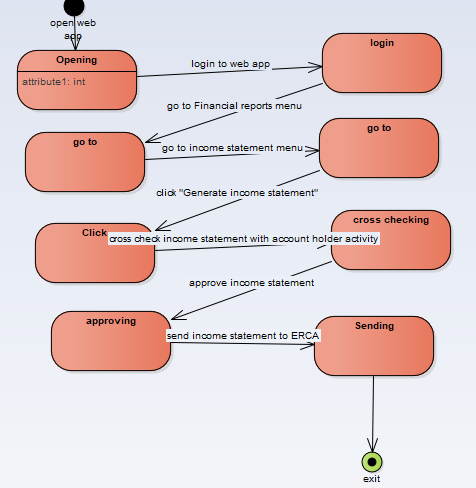 open web
app
Opening
attribute1: int
login to web app
login
go to Financial reports menu
go to
go to income statement menu
go to
click "Generate income statement"
Click
cross check income statement with account holder activity
cross checking
approve income statement
approving
send income statement to ERCA
Sending
exit